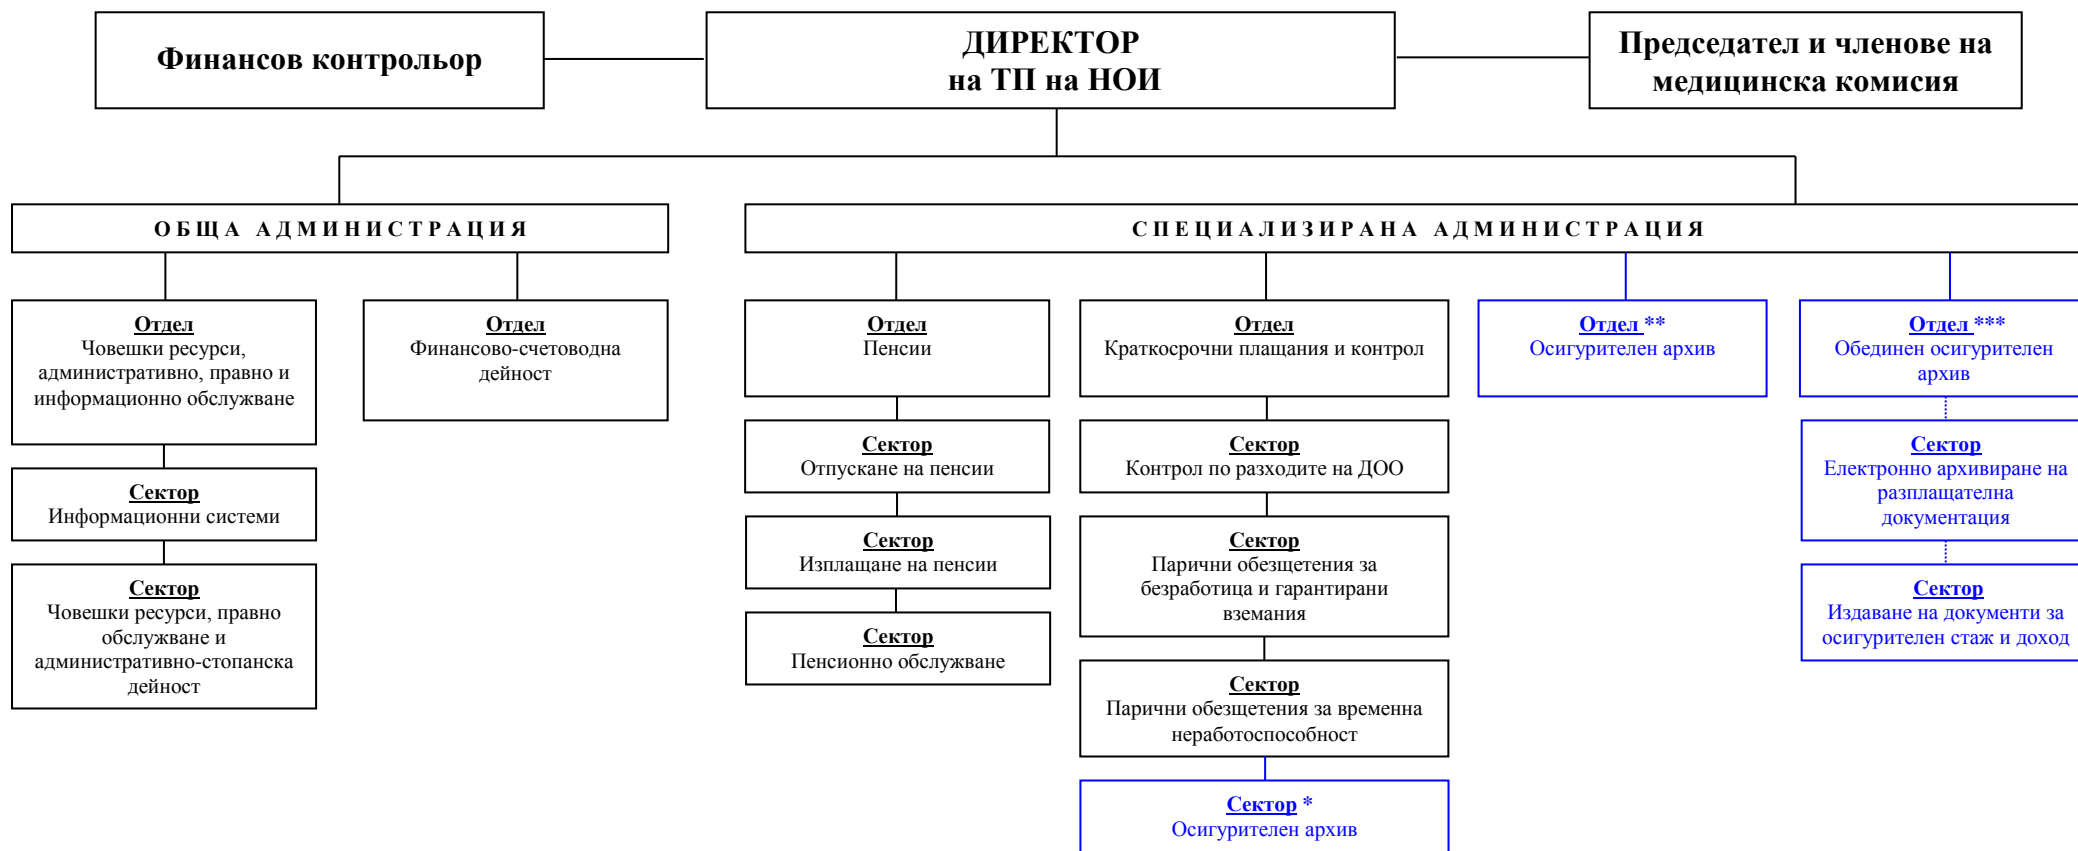 Финансов контрольор
ДИРЕКТОР
на ТП на НОИ
Председател и членове на
медицинска комисия
ОБЩА АДМИНИСТРАЦИЯ
СПЕЦИАЛИЗИРАНА АДМИНИСТРАЦИЯ
Отдел
Човешки ресурси,
административно, правно и
информационно обслужване
Сектор
Информационни системи
Сектор
Човешки ресурси, правно
обслужване и
административно-стопанска
дейност
Отдел
Финансово-счетоводна
дейност
Отдел
Пенсии
Сектор
Отпускане на пенсии
Сектор
Изплащане на пенсии
Сектор
Пенсионно обслужване
Отдел
Краткосрочни плащания и контрол
Сектор
Контрол по разходите на ДОО
Сектор
Парични обезщетения за
безработица и гарантирани
вземания
Сектор
Парични обезщетения за временна
неработоспособност
Сектор *
Осигурителен архив
Отдел **
Осигурителен архив
Отдел ***
Обединен осигурителен
архив
Сектор
Електронно архивиране на
разплащателна
документация
Сектор
Издаване на документи за
осигурителен стаж и доход